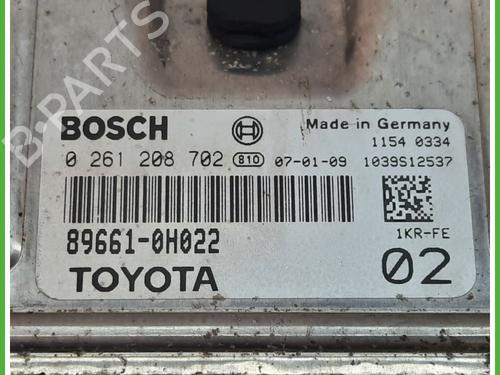 B-PARTS
BOSCH
Made in Germany
1154 0334
0 261 208 702 810 07-01-09 1039S12537
89661-0H022
1KR-FE
TOYOTA
02